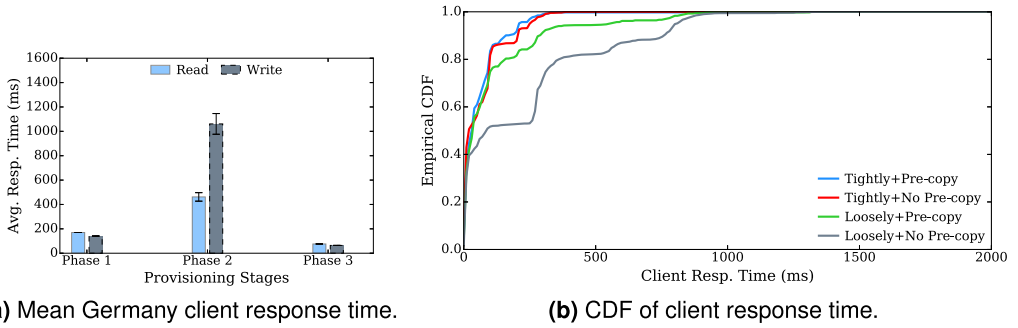 1600
1400
1200
1000
800
600
400
200
0
Avg. Resp. Time (ms)
Read Write
Phase 1 Phase 2 Phase 3
Provisioning Stages
) Mean Germany client response time.
1.0
0.8
0.6
0.4
0.2
0.0
Empirical CDF
Tightly+Pre-copy
Tightly+No Pre-copy
Loosely+Pre-copy
Loosely+No Pre-copy
0 500 1000 1500 2000
Client Resp. Time (ms)
(b) CDF of client response time.